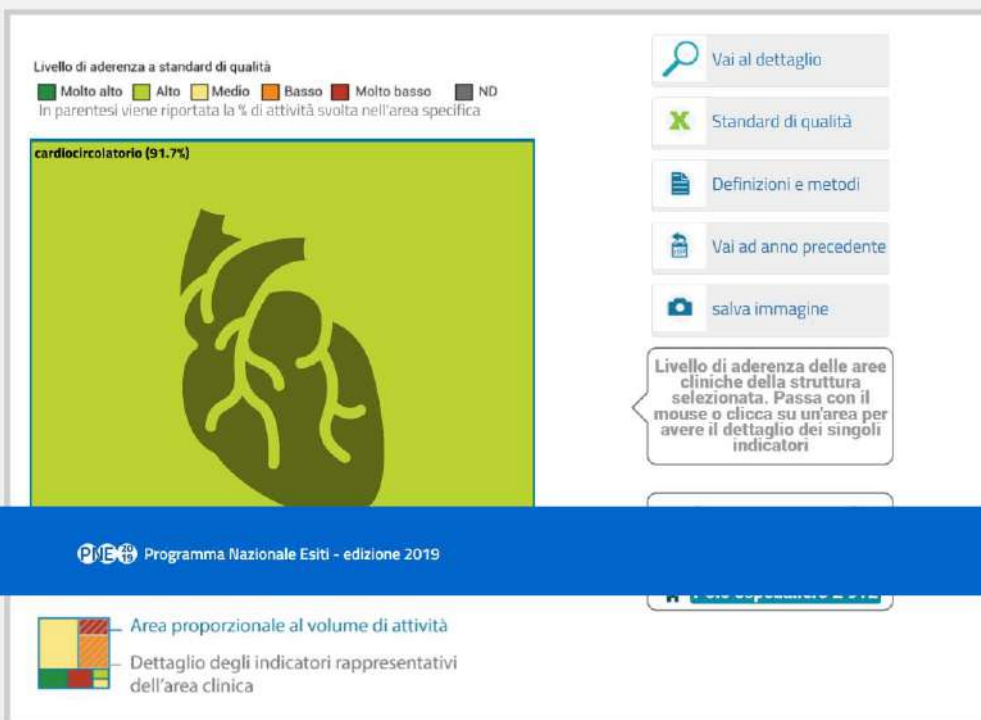 Livello di aderenza a standard di qualità
Molto alto Alto Medio Basso Molto basso ND
In parentesi viene riportata la % di attività svolta nell'area specifica
cardiocircolatorio (91.7%)
Vai al dettaglio
Standard di qualità
Definizioni e metodi
Vai ad anno precedente
salva immagine
Livello di aderenza delle aree
cliniche della struttura
selezionata. Passa con il
mouse o clicca su un'area per
avere il dettaglio dei singoli
indicatori
PNE 2019 Programma Nazionale Esiti - edizione 2019
Area proporzionale al volume di attività
Dettaglio degli indicatori rappresentativi
dell'area clinica